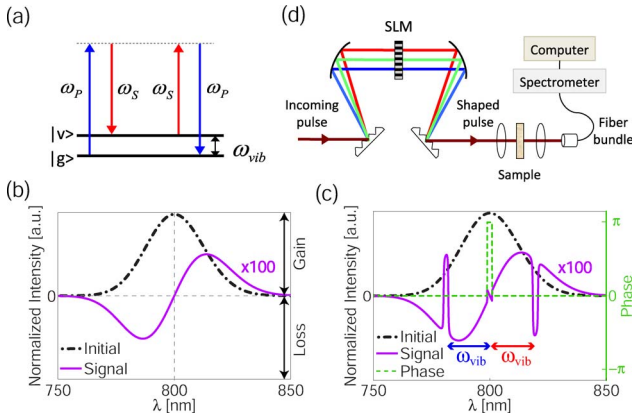 (a)
ω_P ω_S ω_S ω_P
|v>
|g>
ω_vib
(d)
SLM
Computer
Spectrometer
Incoming pulse
Shaped pulse
Fiber bundle
Sample
(b)
Normalized Intensity [a.u.]
0
x100
Gain
Loss
Initial
Signal
750 800 850
λ [nm]
(c)
Normalized Intensity [a.u.]
0
x100
π
0
-π
Phase
Initial
Signal
Phase
ω_vib ω_vib
750 800 850
λ [nm]